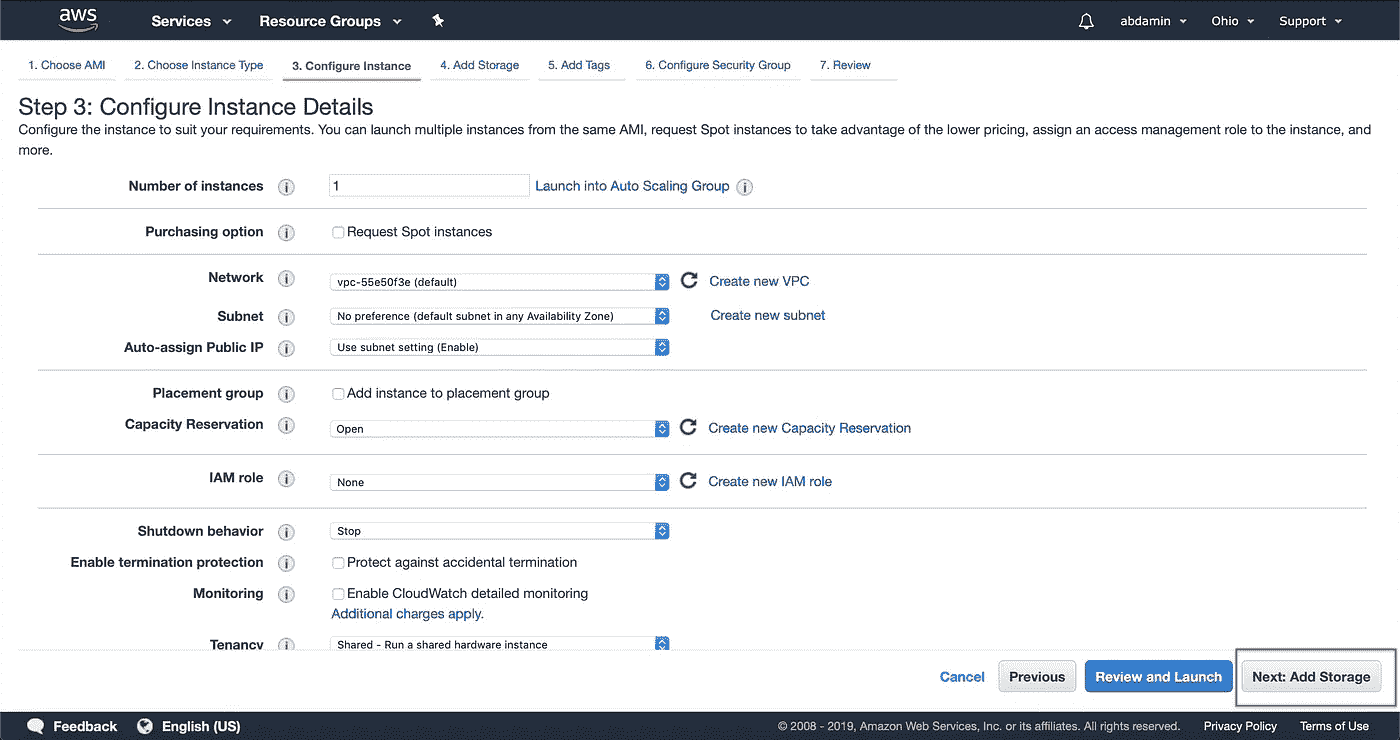 aws Services Resource Groups abdamin Ohio Support
1. Choose AMI 2. Choose Instance Type 3. Configure Instance 4. Add Storage 5. Add Tags 6. Configure Security Group 7. Review
Step 3: Configure Instance Details
Configure the instance to suit your requirements. You can launch multiple instances from the same AMI, request Spot instances to take advantage of the lower pricing, assign an access management role to the instance, and
more.
Number of instances i 1 Launch into Auto Scaling Group i
Purchasing option i Request Spot instances
Network i vpc-55e50f3e (default) Create new VPC
Subnet i No preference (default subnet in any Availability Zone) Create new subnet
Auto-assign Public IP i Use subnet setting (Enable)
Placement group i Add instance to placement group
Capacity Reservation i Open Create new Capacity Reservation
IAM role i None Create new IAM role
Shutdown behavior i Stop
Enable termination protection i Protect against accidental termination
Monitoring i Enable CloudWatch detailed monitoring
Additional charges apply.
Tenancy i Shared - Run a shared hardware instance
Cancel Previous Review and Launch Next: Add Storage
Feedback English (US) © 2008 - 2019, Amazon Web Services, Inc. or its affiliates. All rights reserved. Privacy Policy Terms of Use